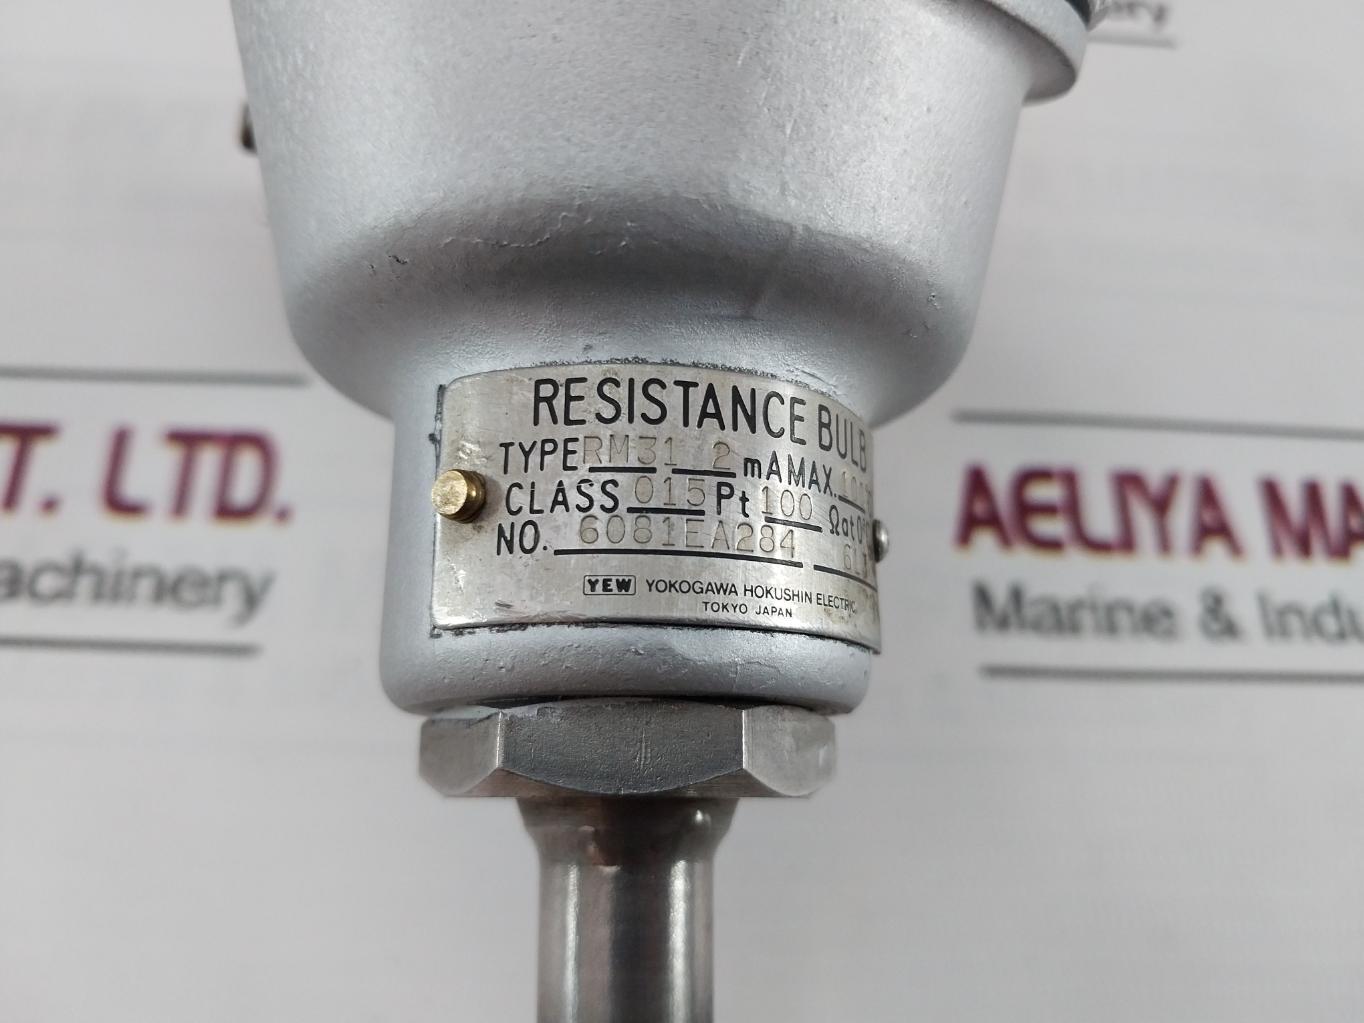 RESISTANCE BULB
TYPE RM31 2 mA MAX.
CLASS 015 Pt 100 Ω at 0°
NO. 6081EA284
YEW YOKOGAWA HOKUSHIN ELECTRIC
TOKYO JAPAN
T. LTD.
achinery
AELIYA MA
Marine & Indu